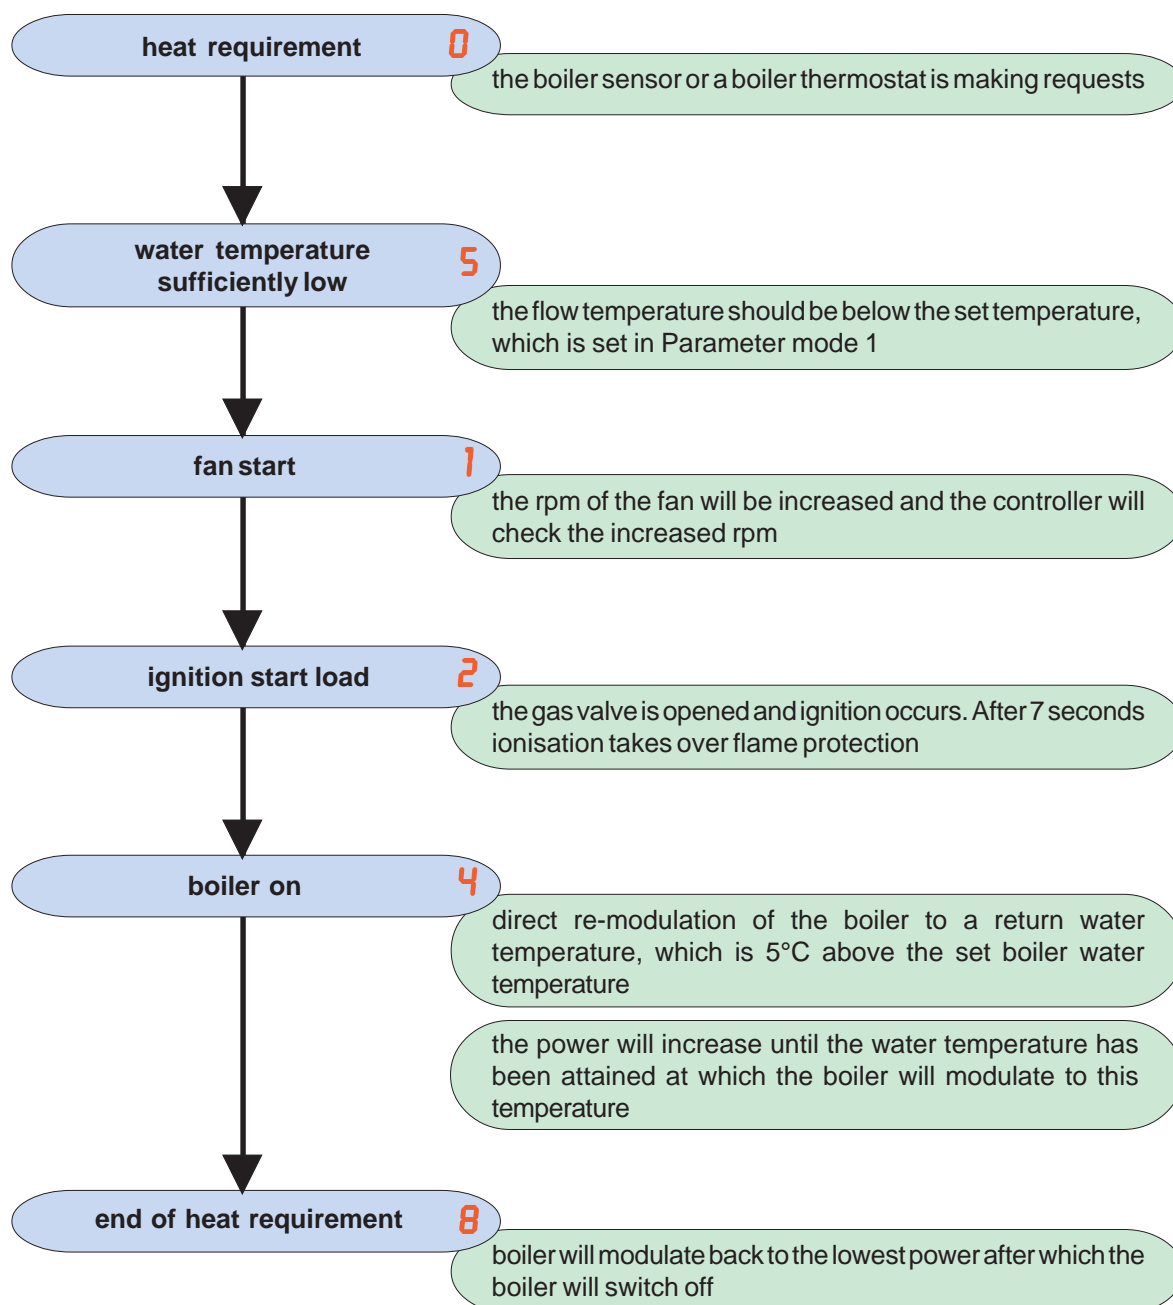 heat requirement 0
the boiler sensor or a boiler thermostat is making requests
water temperature
sufficiently low 5
the flow temperature should be below the set temperature,
which is set in Parameter mode 1
fan start 1
the rpm of the fan will be increased and the controller will
check the increased rpm
ignition start load 2
the gas valve is opened and ignition occurs. After 7 seconds
ionisation takes over flame protection
boiler on 4
direct re-modulation of the boiler to a return water
temperature, which is 5°C above the set boiler water
temperature
the power will increase until the water temperature has
been attained at which the boiler will modulate to this
temperature
end of heat requirement 8
boiler will modulate back to the lowest power after which the
boiler will switch off